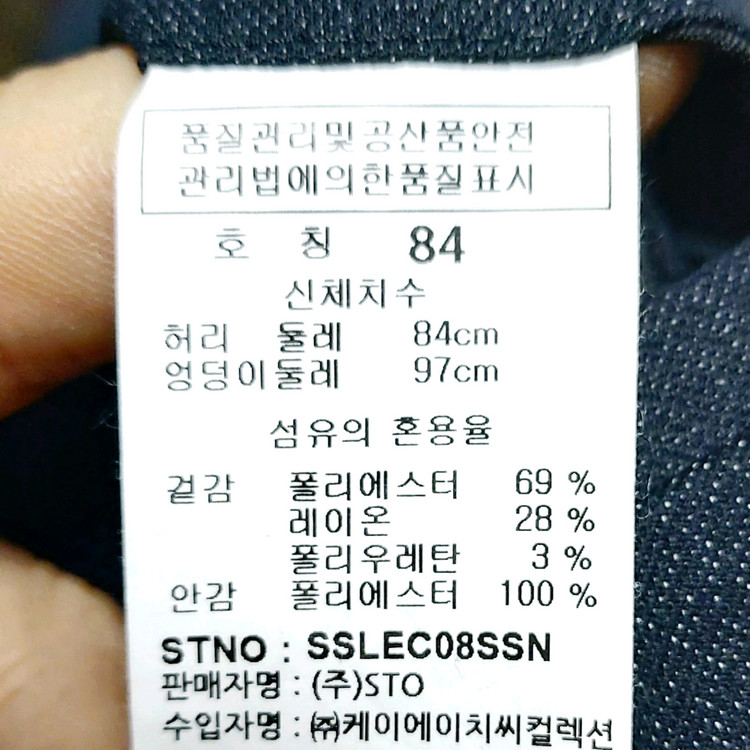 품질관리및공산품안전
관리법에의한품질표시
호 칭 84
신체치수
허리 둘레 84cm
엉덩이둘레 97cm
섬유의 혼용율
겉감 폴리에스터 69 %
레이온 28 %
폴리우레탄 3 %
안감 폴리에스터 100 %
STNO : SSLEC08SSN
판매자명 : (주)STO
수입자명 : ㈜케이에이치씨컬렉션